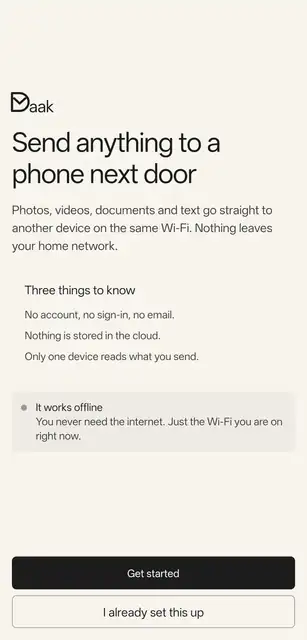 Daak
Send anything to a
phone next door
Photos, videos, documents and text go straight to
another device on the same Wi-Fi. Nothing leaves
your home network.
Three things to know
No account, no sign-in, no email.
Nothing is stored in the cloud.
Only one device reads what you send.
It works offline
You never need the internet. Just the Wi-Fi you are on
right now.
Get started
I already set this up